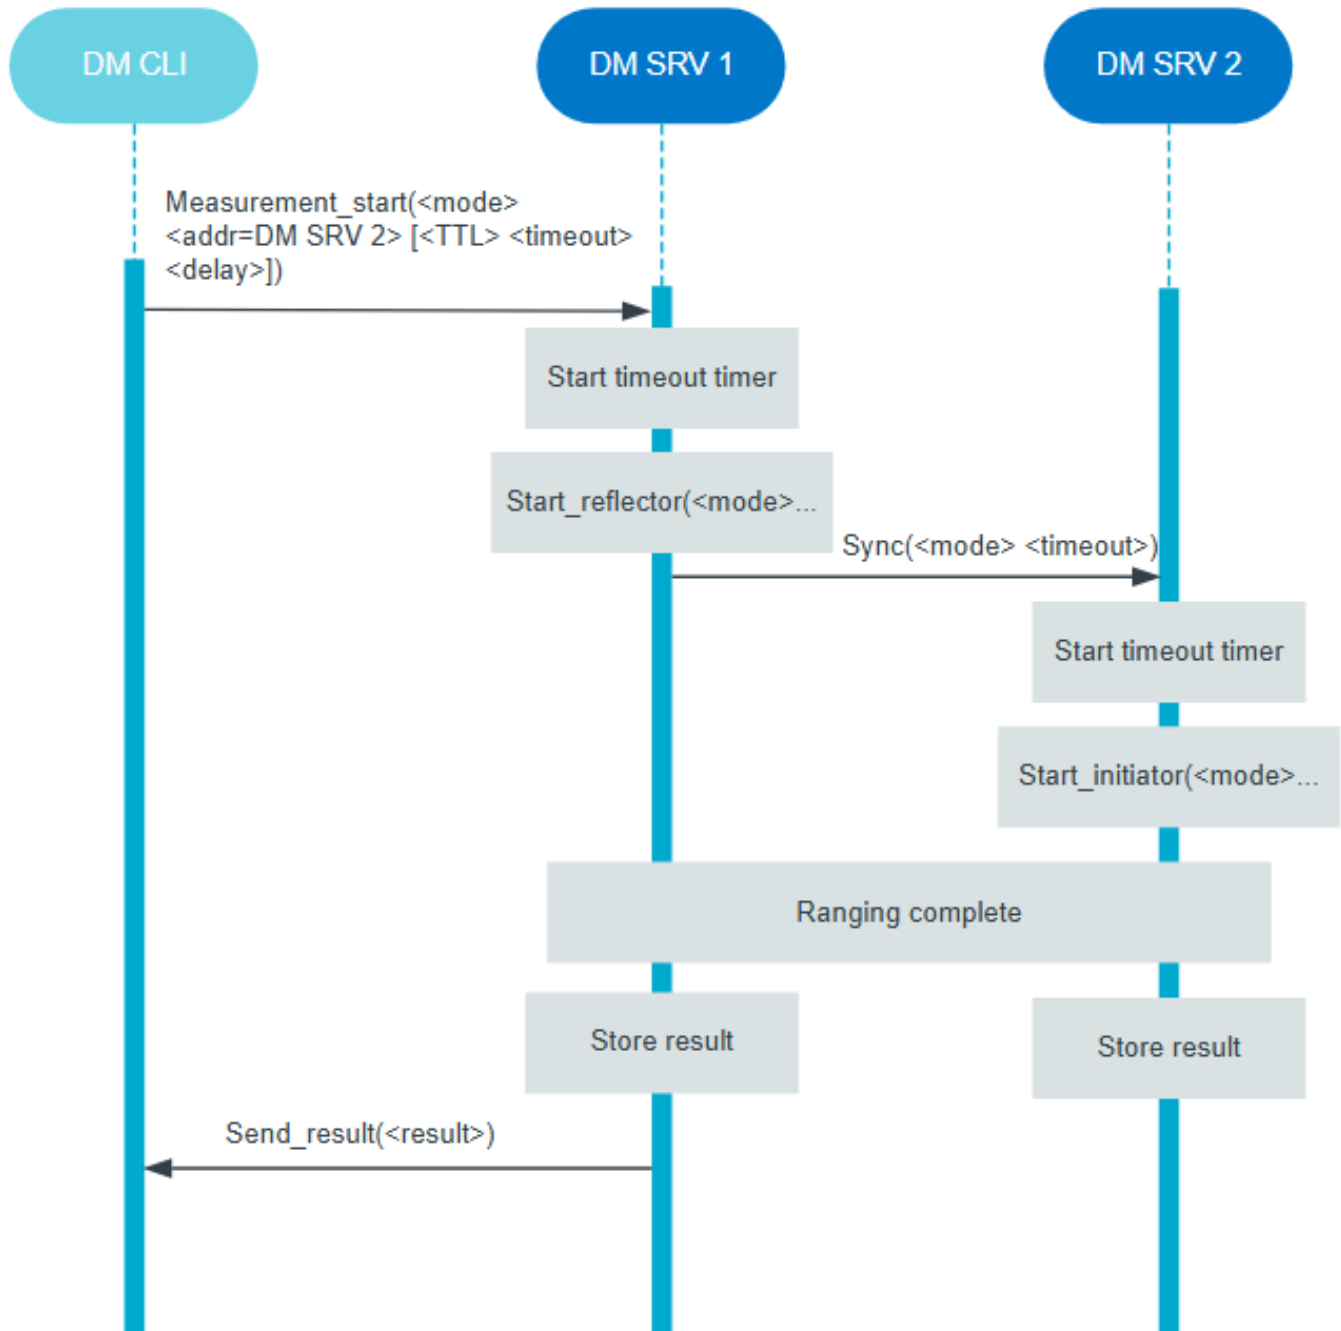 DM CLI
DM SRV 1
DM SRV 2
Measurement_start(<mode>
<addr=DM SRV 2> [<TTL> <timeout>
<delay>])
Start timeout timer
Start_reflector(<mode>...
Sync(<mode> <timeout>)
Start timeout timer
Start_initiator(<mode>...
Ranging complete
Store result
Store result
Send_result(<result>)